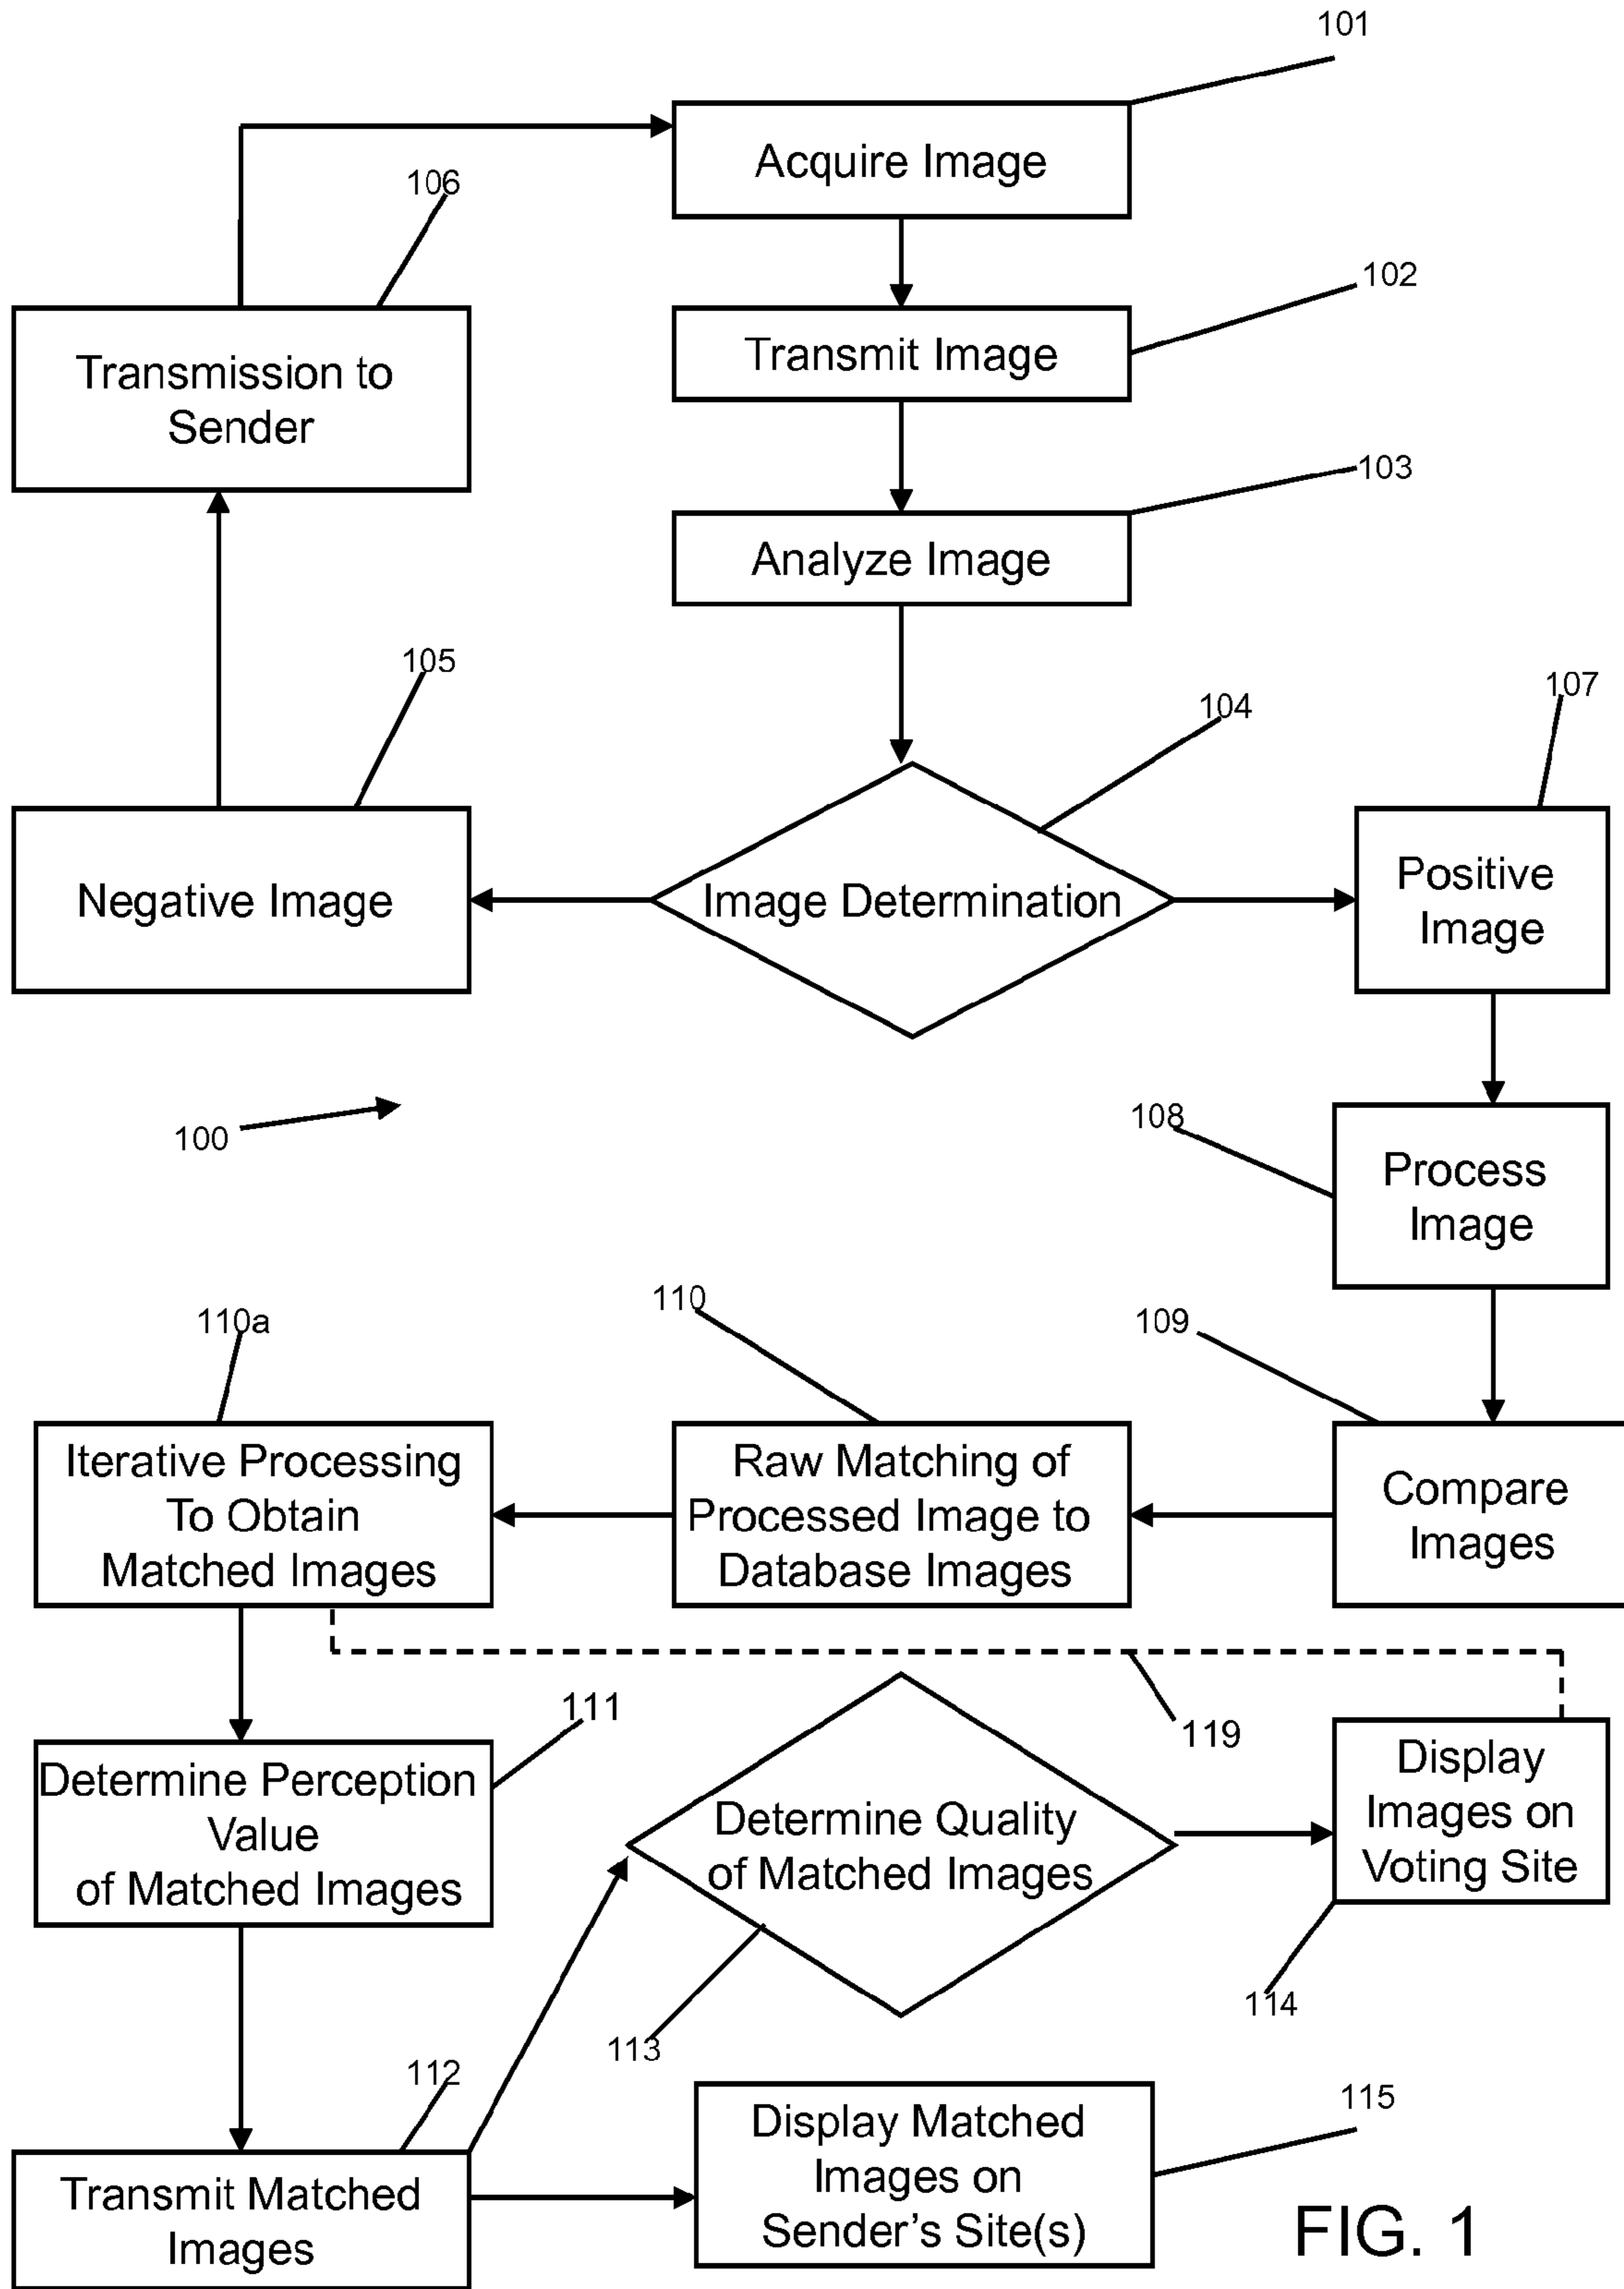 101
Acquire Image
106
102
Transmission to
Sender
Transmit Image
103
Analyze Image
105
104
107
Negative Image
Image Determination
Positive
Image
100
108
Process
Image
110a
110
109
Iterative Processing
To Obtain
Matched Images
Raw Matching of
Processed Image to
Database Images
Compare
Images
111
119
Determine Perception
Value
of Matched Images
Determine Quality
of Matched Images
Display
Images on
Voting Site
114
113
112
115
Transmit Matched
Images
Display Matched
Images on
Sender’s Site(s)
FIG. 1